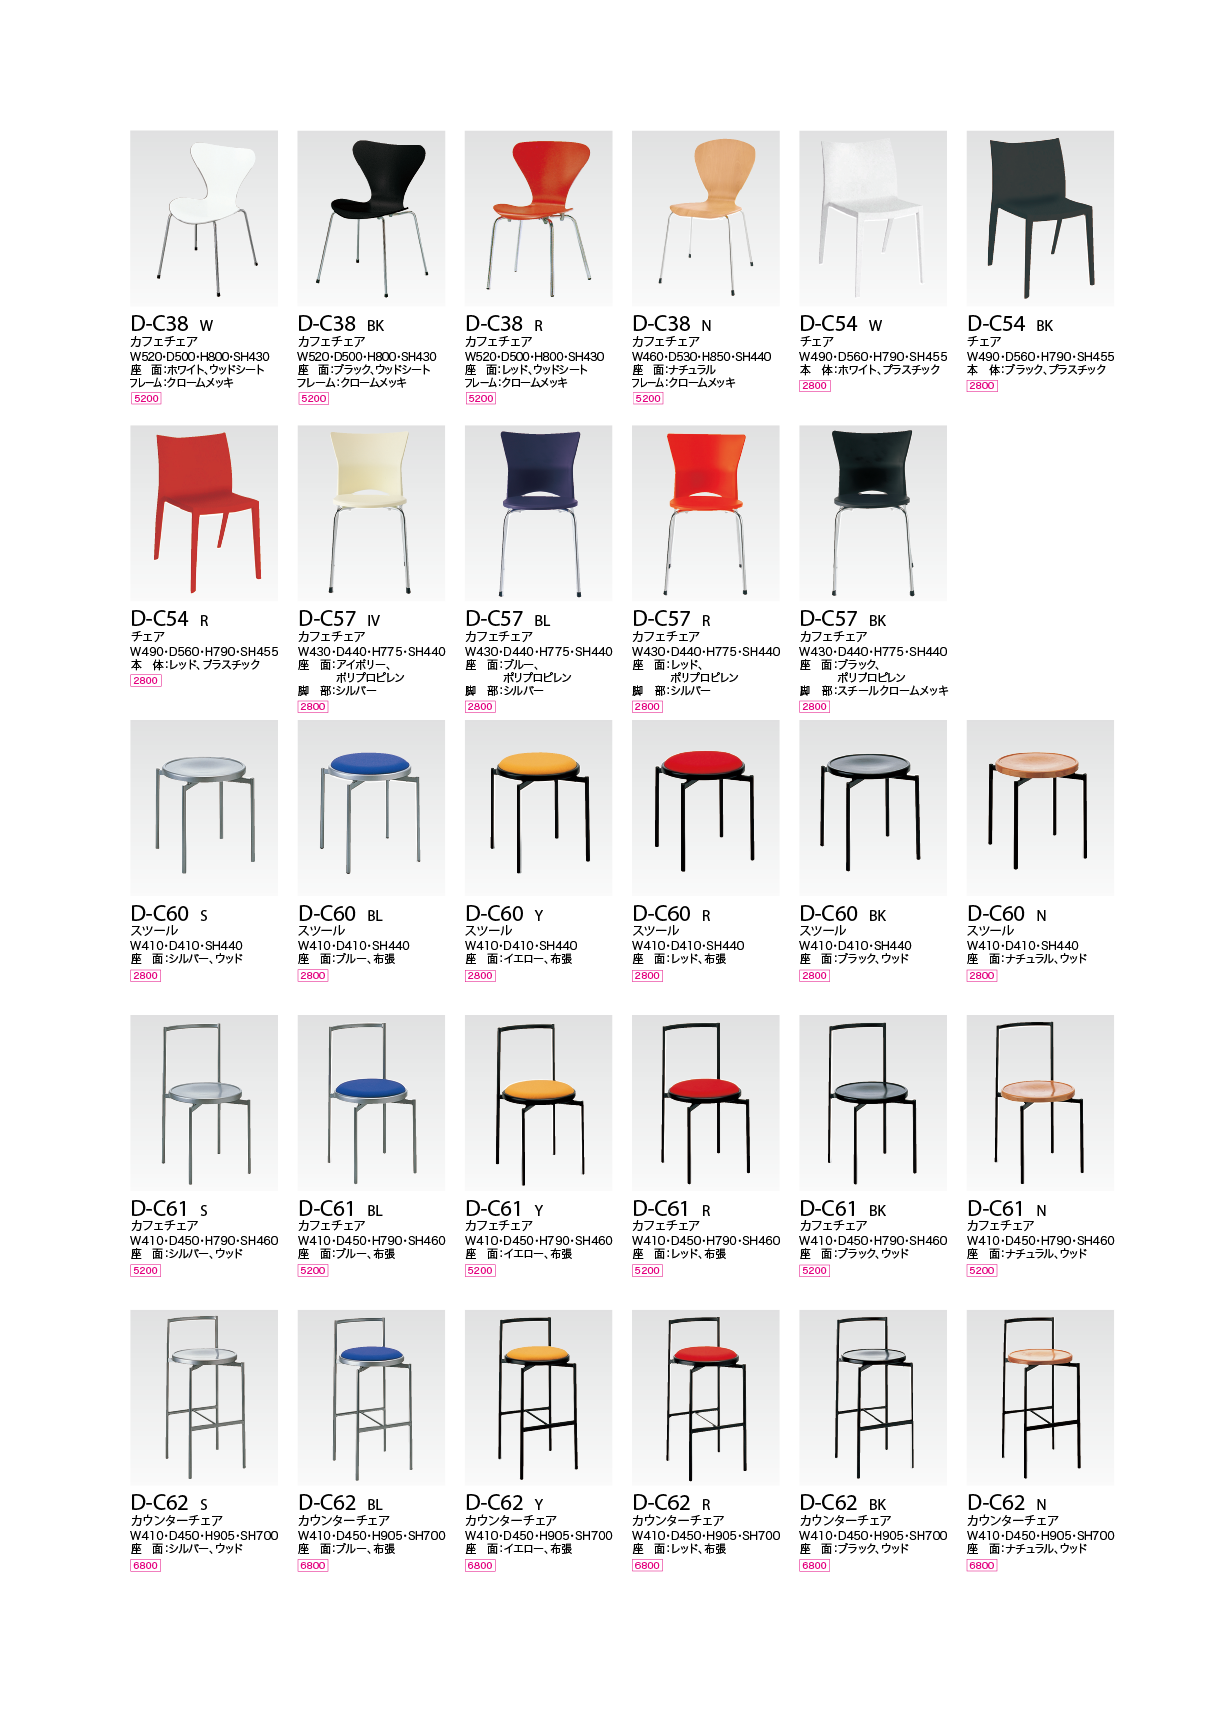 D-C38 W
カフェチェア
W520・D500・H800・SH430
座　面：ホワイト、ウッドシート
フレーム：クロームメッキ
5200
D-C38 BK
カフェチェア
W520・D500・H800・SH430
座　面：ブラック、ウッドシート
フレーム：クロームメッキ
5200
D-C38 R
カフェチェア
W520・D500・H800・SH430
座　面：レッド、ウッドシート
フレーム：クロームメッキ
5200
D-C38 N
カフェチェア
W460・D530・H850・SH440
座　面：ナチュラル
フレーム：クロームメッキ
5200
D-C54 W
チェア
W490・D560・H790・SH455
本　体：ホワイト、プラスチック
2800
D-C54 BK
チェア
W490・D560・H790・SH455
本　体：ブラック、プラスチック
2800
D-C54 R
チェア
W490・D560・H790・SH455
本　体：レッド、プラスチック
2800
D-C57 IV
カフェチェア
W430・D440・H775・SH440
座　面：アイボリー、
ポリプロピレン
脚　部：シルバー
2800
D-C57 BL
カフェチェア
W430・D440・H775・SH440
座　面：ブルー、
ポリプロピレン
脚　部：シルバー
2800
D-C57 R
カフェチェア
W430・D440・H775・SH440
座　面：レッド、
ポリプロピレン
脚　部：シルバー
2800
D-C57 BK
カフェチェア
W430・D440・H775・SH440
座　面：ブラック、
ポリプロピレン
脚　部：スチールクロームメッキ
2800
D-C60 S
スツール
W410・D410・SH440
座　面：シルバー、ウッド
2800
D-C60 BL
スツール
W410・D410・SH440
座　面：ブルー、布張
2800
D-C60 Y
スツール
W410・D410・SH440
座　面：イエロー、布張
2800
D-C60 R
スツール
W410・D410・SH440
座　面：レッド、布張
2800
D-C60 BK
スツール
W410・D410・SH440
座　面：ブラック、ウッド
2800
D-C60 N
スツール
W410・D410・SH440
座　面：ナチュラル、ウッド
2800
D-C61 S
カフェチェア
W410・D450・H790・SH460
座　面：シルバー、ウッド
5200
D-C61 BL
カフェチェア
W410・D450・H790・SH460
座　面：ブルー、布張
5200
D-C61 Y
カフェチェア
W410・D450・H790・SH460
座　面：イエロー、布張
5200
D-C61 R
カフェチェア
W410・D450・H790・SH460
座　面：レッド、布張
5200
D-C61 BK
カフェチェア
W410・D450・H790・SH460
座　面：ブラック、ウッド
5200
D-C61 N
カフェチェア
W410・D450・H790・SH460
座　面：ナチュラル、ウッド
5200
D-C62 S
カウンターチェア
W410・D450・H905・SH700
座　面：シルバー、ウッド
6800
D-C62 BL
カウンターチェア
W410・D450・H905・SH700
座　面：ブルー、布張
6800
D-C62 Y
カウンターチェア
W410・D450・H905・SH700
座　面：イエロー、布張
6800
D-C62 R
カウンターチェア
W410・D450・H905・SH700
座　面：レッド、布張
6800
D-C62 BK
カウンターチェア
W410・D450・H905・SH700
座　面：ブラック、ウッド
6800
D-C62 N
カウンターチェア
W410・D450・H905・SH700
座　面：ナチュラル、ウッド
6800